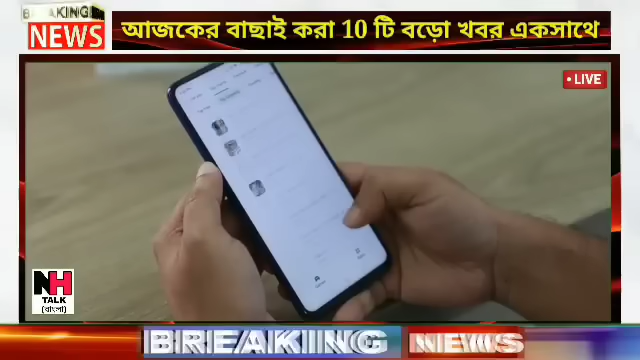 BREAKING
NEWS
আজকের বাছাই করা 10 টি বড়ো খবর একসাথে
LIVE
NH
TALK
(বাংলা)
BREAKING NEWS